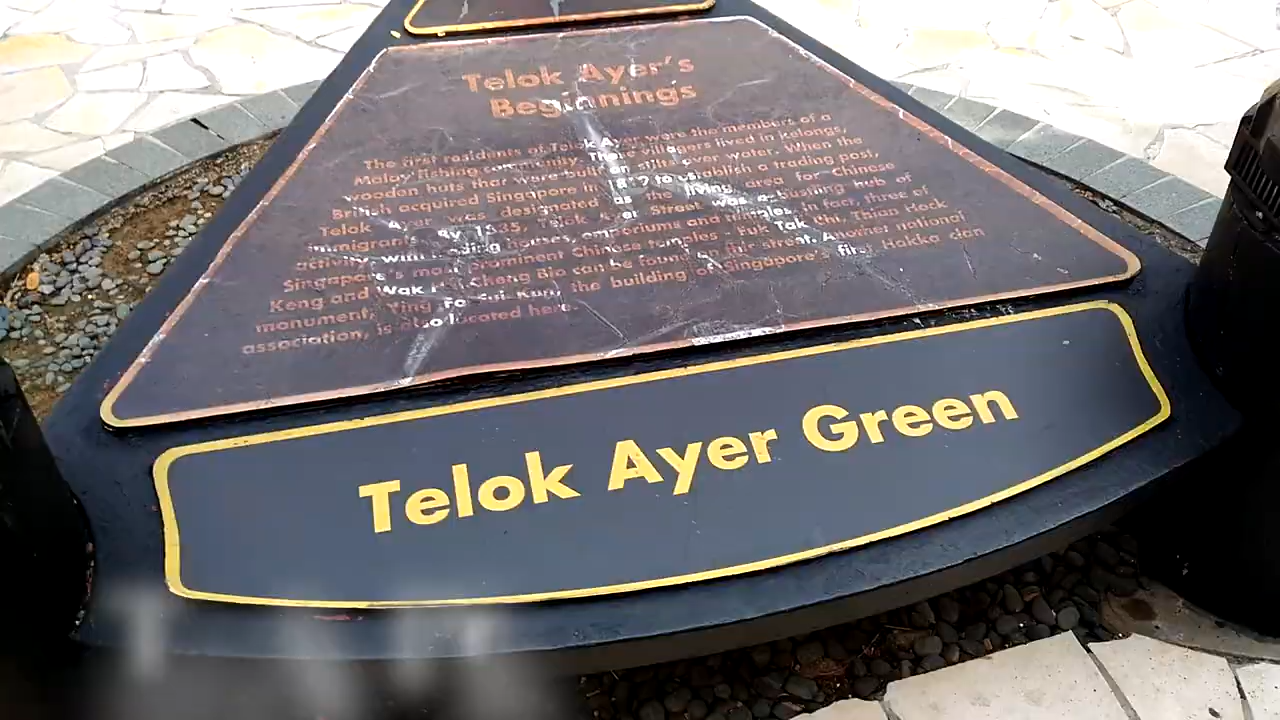 Telok Ayer's
Beginnings
The first residents of Telok Ayer were the members of a
Malay fishing community. These villagers lived in kelongs,
wooden huts that were built on stilts over water. When the
British acquired Singapore in 1819 to establish a trading post,
Telok Ayer was designated as the living area for Chinese
immigrants. By 1835, Telok Ayer Street was a bustling hub of
activity with trading houses, emporiums and temples. In fact, three of
Singapore's most prominent Chinese temples - Fuk Tak Chi, Thian Hock
Keng and Wak Hai Cheng Bio can be found on this street. Another national
monument, Ying Fo Fui Kun, the building of Singapore's first Hakka clan
association, is also located here.
Telok Ayer Green